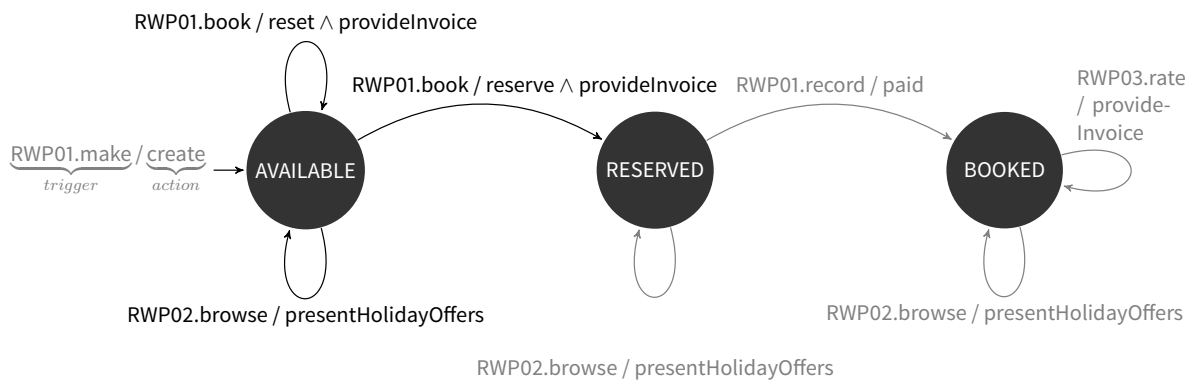 RWP01.book / reset ∧ provideInvoice
RWP01.book / reserve ∧ provideInvoice
RWP01.record / paid
RWP03.rate
/ provide-
Invoice
RWP01.make / create
trigger
action
AVAILABLE
RESERVED
BOOKED
RWP02.browse / presentHolidayOffers
RWP02.browse / presentHolidayOffers
RWP02.browse / presentHolidayOffers